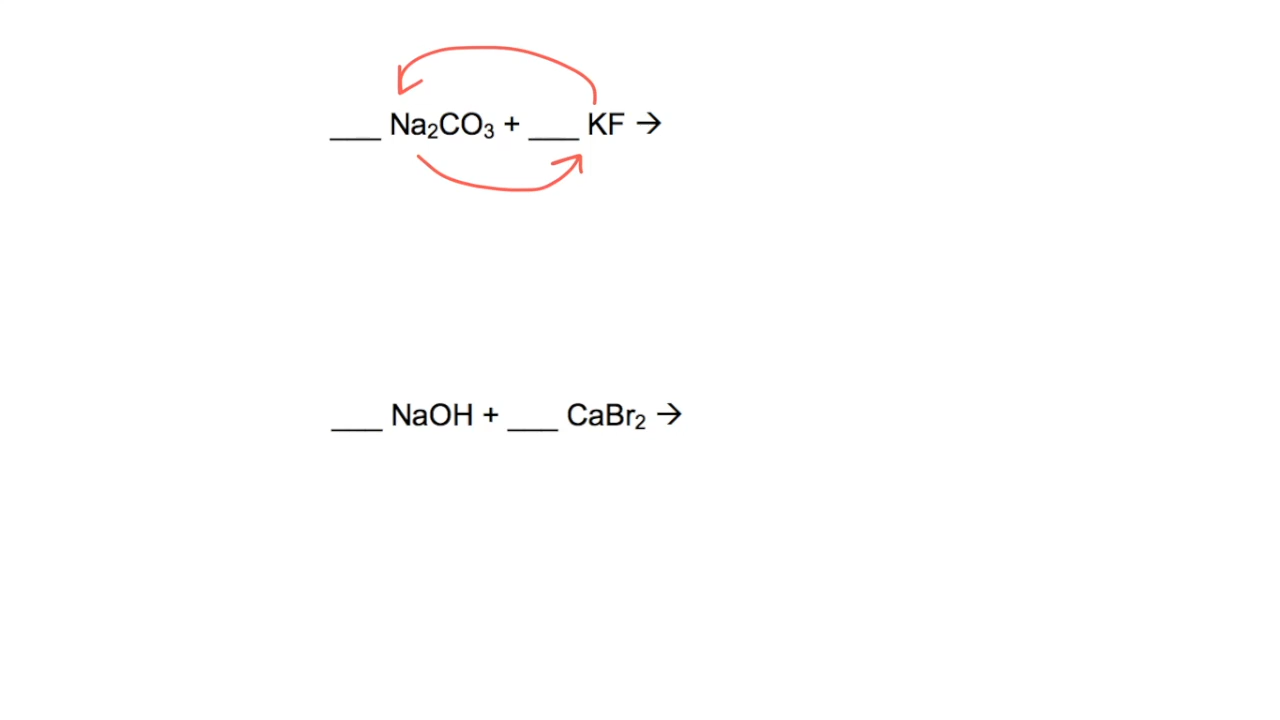 ___ Na₂CO₃ + ___ KF →
___ NaOH + ___ CaBr₂ →